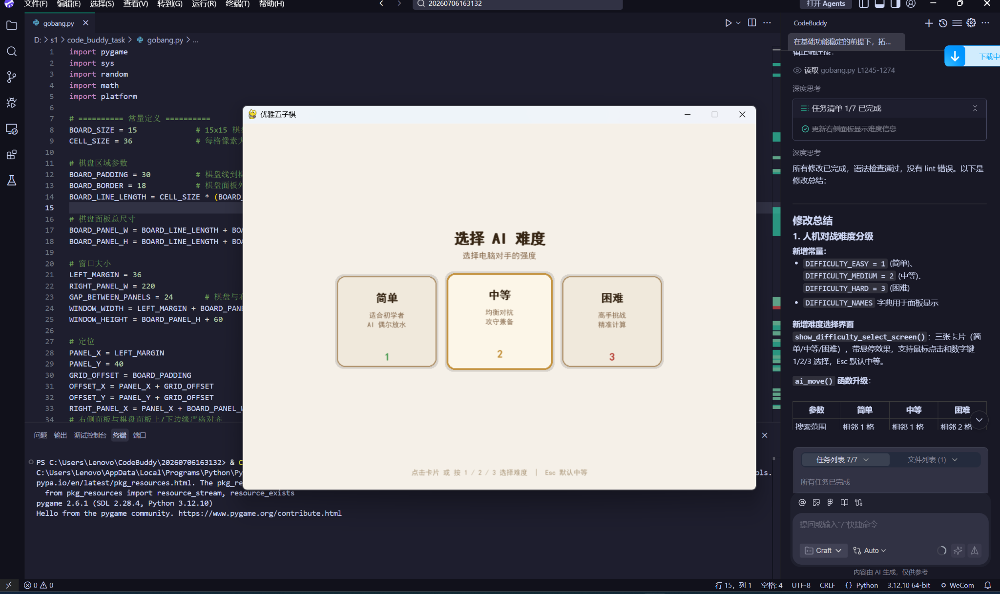 文件(F) 编辑(E) 选择(S) 查看(V) 转到(G) 运行(R) 终端(T) 帮助(H)
20260706163132
打开 Agents
gobang.py
D: > s1 > code_buddy_task > gobang.py > ...
1 import pygame
2 import sys
3 import random
4 import math
5 import platform
6
7 # ========== 常量定义 ==========
8 BOARD_SIZE = 15 # 15x15 棋
9 CELL_SIZE = 36 # 每格像素
10
11 # 棋盘区域参数
12 BOARD_PADDING = 30 # 棋盘线到
13 BOARD_BORDER = 18 # 棋盘面板
14 BOARD_LINE_LENGTH = CELL_SIZE * (BOARD_
15
16 # 棋盘面板总尺寸
17 BOARD_PANEL_W = BOARD_LINE_LENGTH + BOA
18 BOARD_PANEL_H = BOARD_LINE_LENGTH + BOA
19
20 # 窗口大小
21 LEFT_MARGIN = 36
22 RIGHT_PANEL_W = 220
23 GAP_BETWEEN_PANELS = 24 # 棋盘与
24 WINDOW_WIDTH = LEFT_MARGIN + BOARD_PANE
25 WINDOW_HEIGHT = BOARD_PANEL_H + 60
26
27 # 定位
28 PANEL_X = LEFT_MARGIN
29 PANEL_Y = 40
30 GRID_OFFSET = BOARD_PADDING
31 OFFSET_X = PANEL_X + GRID_OFFSET
32 OFFSET_Y = PANEL_Y + GRID_OFFSET
33 RIGHT_PANEL_X = PANEL_X + BOARD_PANEL_W
34 # 右侧面板与棋盘面板上/下边缘严格对齐
优雅五子棋
选择 AI 难度
选择电脑对手的强度
简单
适合初学者
AI 偶尔放水
1
中等
均衡对抗
攻守兼备
2
困难
高手挑战
精准计算
3
点击卡片 或 按 1 / 2 / 3 选择难度 | Esc 默认中等
问题 输出 调试控制台 终端 端口
PS C:\Users\Lenovo\CodeBuddy\20260706163132> & C
C:\Users\Lenovo\AppData\Local\Programs\Python\Py
ols.
pypa.io/en/latest/pkg_resources.html. The pkg_re
from pkg_resources import resource_stream, resource_exists
pygame 2.6.1 (SDL 2.28.4, Python 3.12.10)
Hello from the pygame community. https://www.pygame.org/contribute.html
CodeBuddy
在基础功能稳定的前提下，拓...
辑正确连接：
下载中
读取 gobang.py L1245-1274
深度思考
任务清单 1/7 已完成
更新右侧面板显示难度信息
深度思考
所有修改已完成，语法检查通过，没有 lint 错误。以下是
修改总结：
修改总结
1. 人机对战难度分级
新增常量：
• DIFFICULTY_EASY = 1 (简单)、
DIFFICULTY_MEDIUM = 2 (中等)、
DIFFICULTY_HARD = 3 (困难)
• DIFFICULTY_NAMES 字典用于面板显示
新增难度选择界面
show_difficulty_select_screen()：三张卡片（简
单/中等/困难），带悬停效果，支持鼠标点击和数字键
1/2/3 选择，Esc 默认中等。
ai_move() 函数升级：
参数 简单 中等 困难
搜索范围 相邻 1 格 相邻 1 格 相邻 2 格
任务列表 7/7 文件列表 (1)
所有任务已完成
提问或输入"/"快捷命令
Craft Auto
内容由 AI 生成，仅供参考
0 0
行 15，列 1 空格: 4 UTF-8 CRLF {} Python 3.12.10 64-bit WeCom